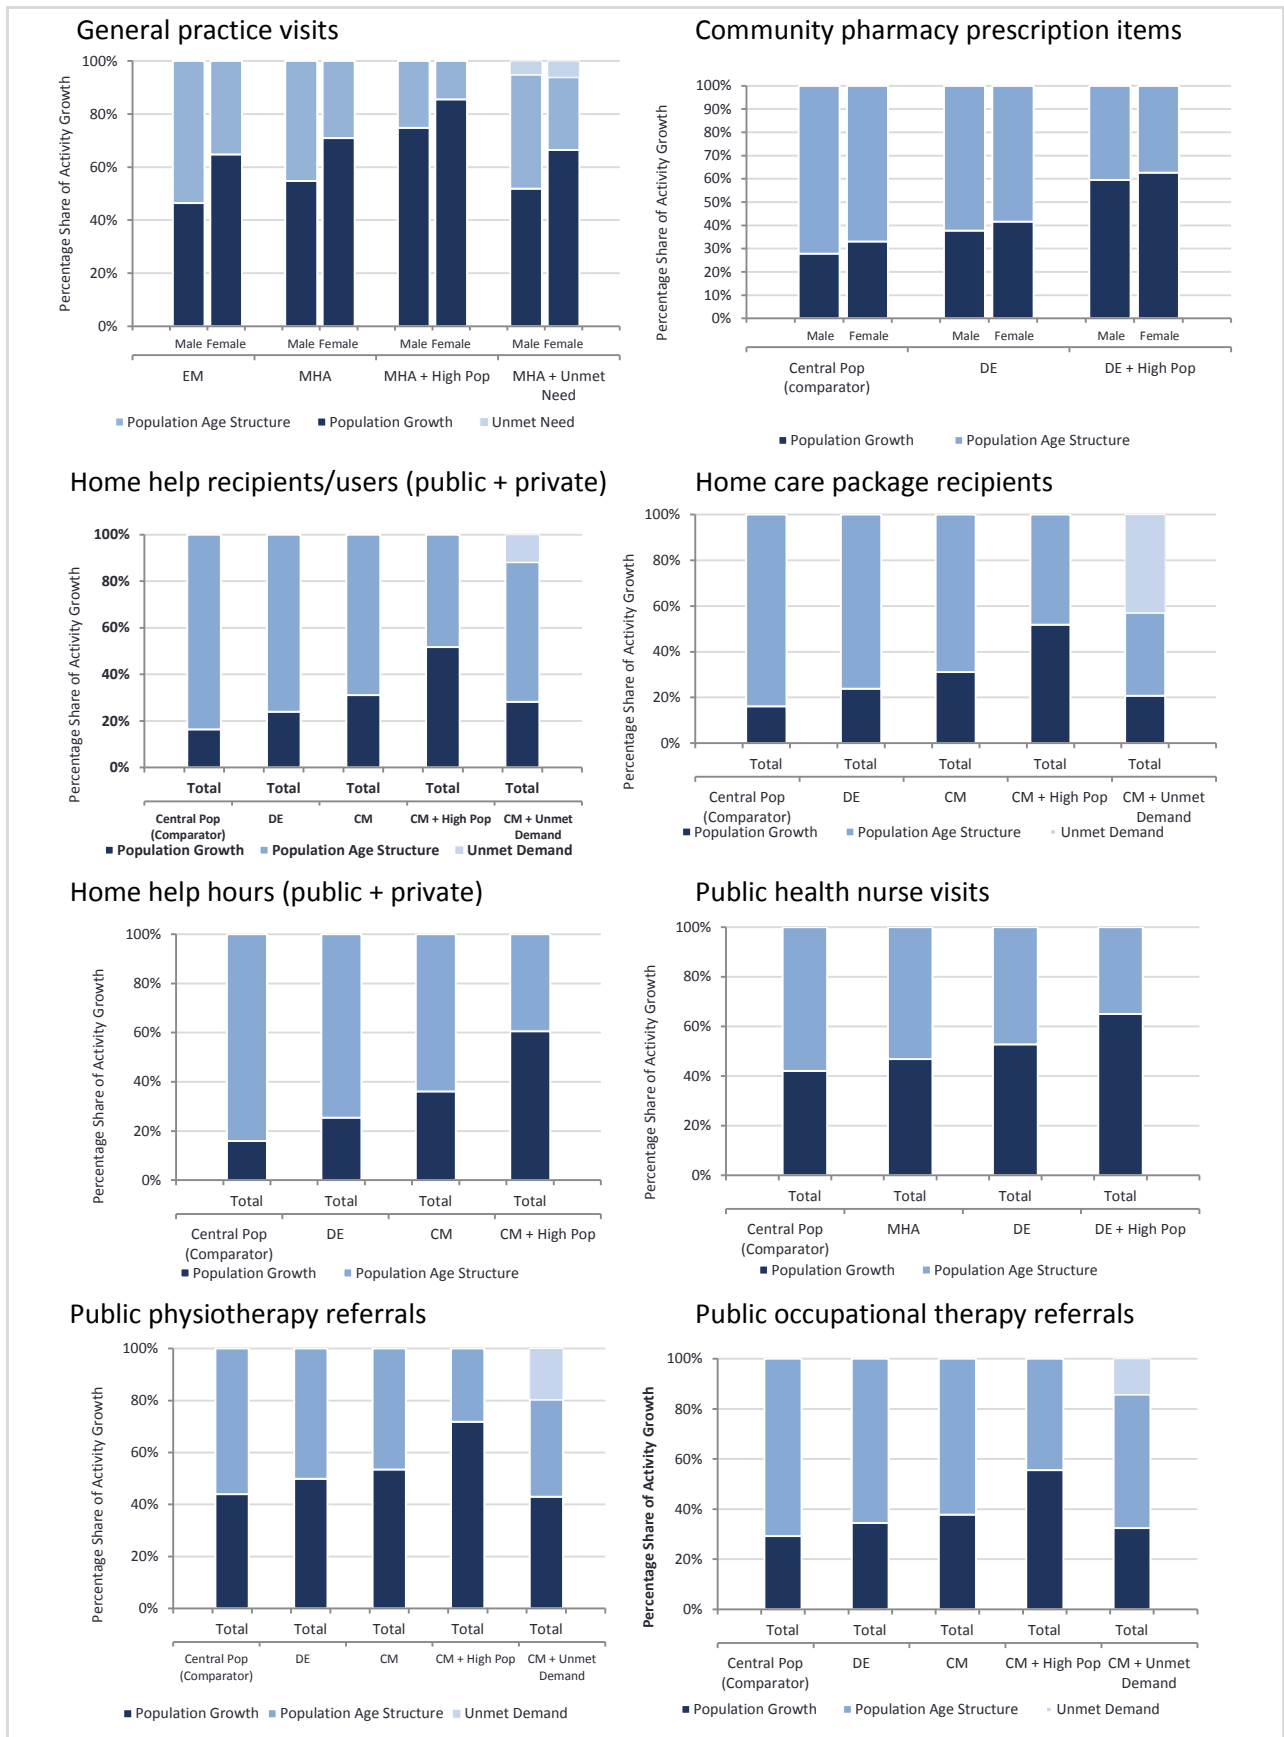 General practice visits
Percentage Share of Activity Growth
100%
80%
60%
40%
20%
0%
Male Female Male Female Male Female Male Female
EM MHA MHA + High Pop MHA + Unmet
Need
Population Age Structure Population Growth Unmet Need
Community pharmacy prescription items
Percentage Share of Activity Growth
100%
90%
80%
70%
60%
50%
40%
30%
20%
10%
0%
Male Female Male Female Male Female
Central Pop DE DE + High Pop
(comparator)
Population Growth Population Age Structure
Home help recipients/users (public + private)
Percentage Share of Activity Growth
100%
80%
60%
40%
20%
0%
Total Total Total Total Total
Central Pop DE CM CM + High Pop CM + Unmet
(Comparator) Demand
Population Growth Population Age Structure Unmet Demand
Home care package recipients
Percentage Share of Activity Growth
100%
80%
60%
40%
20%
0%
Total Total Total Total Total
Central Pop DE CM CM + High Pop CM + Unmet
(Comparator) Demand
Population Growth Population Age Structure Unmet Demand
Home help hours (public + private)
Percentage Share of Activity Growth
100%
80%
60%
40%
20%
0%
Total Total Total Total
Central Pop DE CM CM + High Pop
(Comparator)
Population Growth Population Age Structure
Public health nurse visits
Percentage Share of Activity Growth
100%
80%
60%
40%
20%
0%
Total Total Total Total
Central Pop MHA DE DE + High Pop
(Comparator)
Population Growth Population Age Structure
Public physiotherapy referrals
Percentage Share of Activity Growth
100%
80%
60%
40%
20%
0%
Total Total Total Total Total
Central Pop DE CM CM + High Pop CM + Unmet
(Comparator) Demand
Population Growth Population Age Structure Unmet Demand
Public occupational therapy referrals
Percentage Share of Activity Growth
100%
80%
60%
40%
20%
0%
Total Total Total Total Total
Central Pop DE CM CM + High Pop CM + Unmet
(Comparator) Demand
Population Growth Population Age Structure Unmet Demand